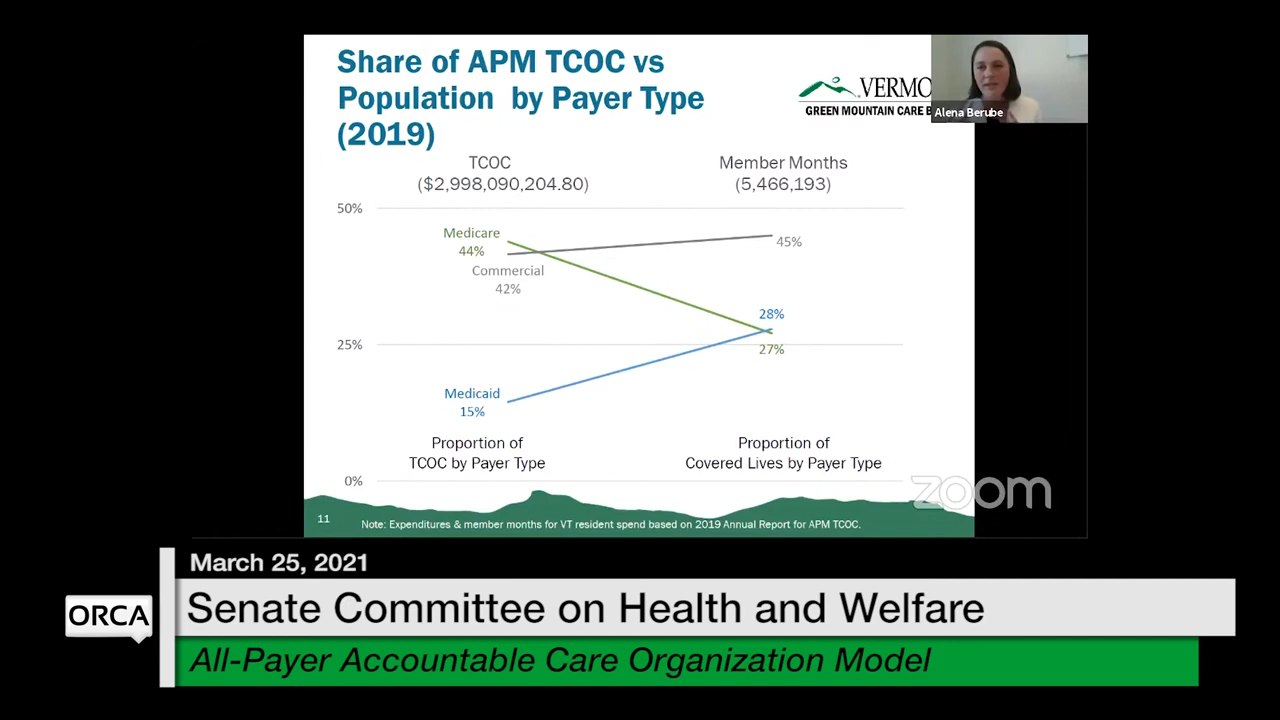 Share of APM TCOC vs
Population by Payer Type
(2019)
VERMO
GREEN MOUNTAIN CARE B
Alena Berube
TCOC
($2,998,090,204.80)
Member Months
(5,466,193)
50%
Medicare
44%
45%
Commercial
42%
28%
25%
27%
Medicaid
15%
Proportion of
TCOC by Payer Type
Proportion of
Covered Lives by Payer Type
0%
zoom
11
Note: Expenditures & member months for VT resident spend based on 2019 Annual Report for APM TCOC.
March 25, 2021
ORCA
Senate Committee on Health and Welfare
All-Payer Accountable Care Organization Model